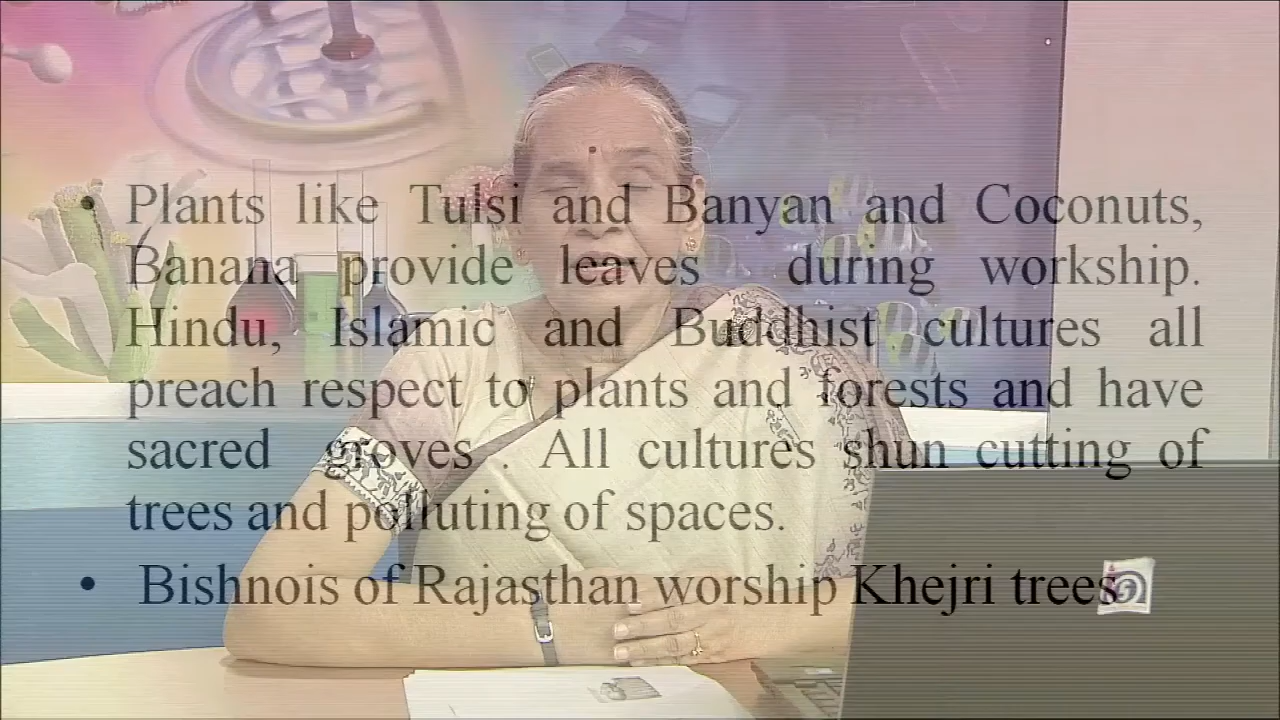 • Plants like Tulsi and Banyan and Coconuts,
Banana provide leaves during workship.
Hindu, Islamic and Buddhist cultures all
preach respect to plants and forests and have
sacred groves . All cultures shun cutting of
trees and polluting of spaces.
• Bishnois of Rajasthan worship Khejri trees